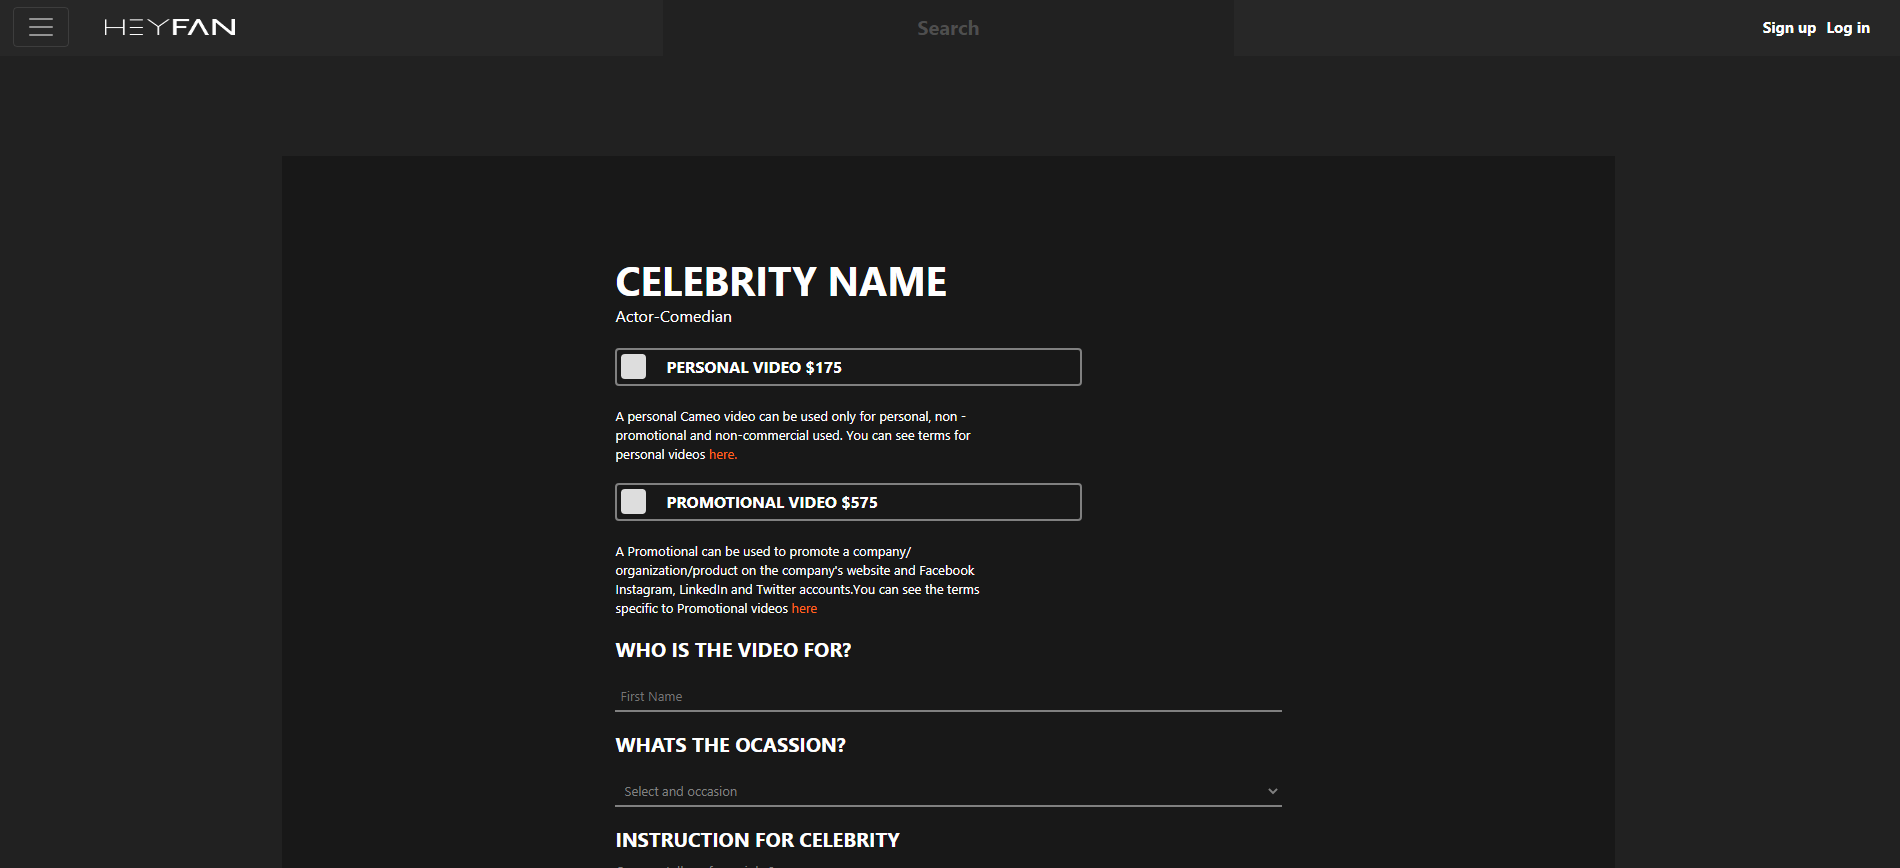 HEYFAN
Search
Sign up Log in
CELEBRITY NAME
Actor-Comedian
PERSONAL VIDEO $175
A personal Cameo video can be used only for personal, non -
promotional and non-commercial used. You can see terms for
personal videos here.
PROMOTIONAL VIDEO $575
A Promotional can be used to promote a company/
organization/product on the company's website and Facebook
Instagram, LinkedIn and Twitter accounts.You can see the terms
specific to Promotional videos here
WHO IS THE VIDEO FOR?
First Name
WHATS THE OCASSION?
Select and occasion
INSTRUCTION FOR CELEBRITY